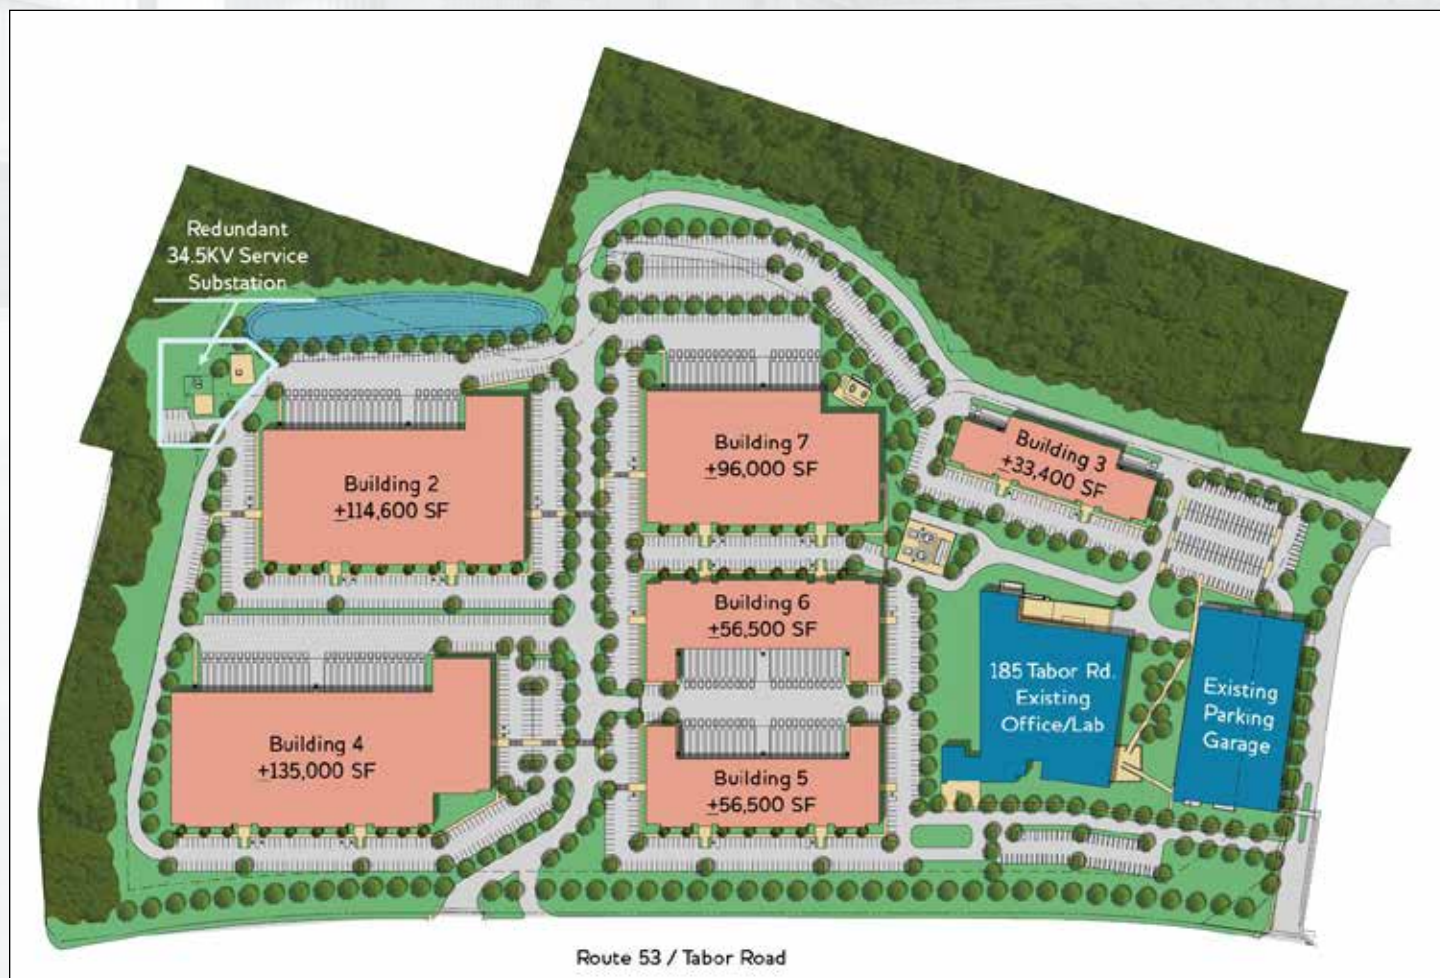 Redundant
34.5KV Service
Substation
Building 7
±96,000 SF
Building 3
±33,400 SF
Building 2
±114,600 SF
Building 6
±56,500 SF
185 Tabor Rd.
Existing
Office/Lab
Existing
Parking
Garage
Building 4
±135,000 SF
Building 5
±56,500 SF
Route 53 / Tabor Road